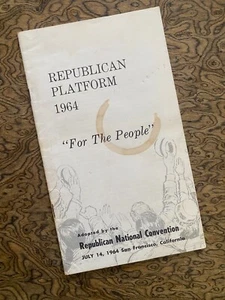 REPUBLICAN
PLATFORM
1964
"For The People"
Adopted by the
Republican National Convention
JULY 14, 1964 San Francisco, California